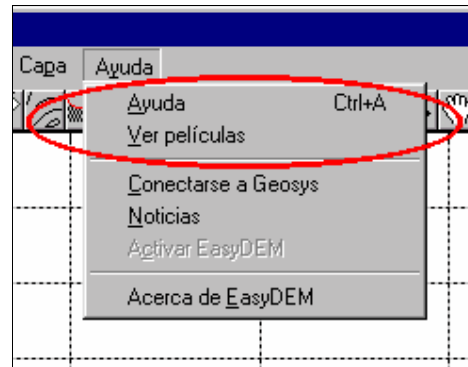 Capa Ayuda
Ayuda Ctrl+A
Ver películas
Conectarse a Geosys
Noticias
Activar EasyDEM
Acerca de EasyDEM